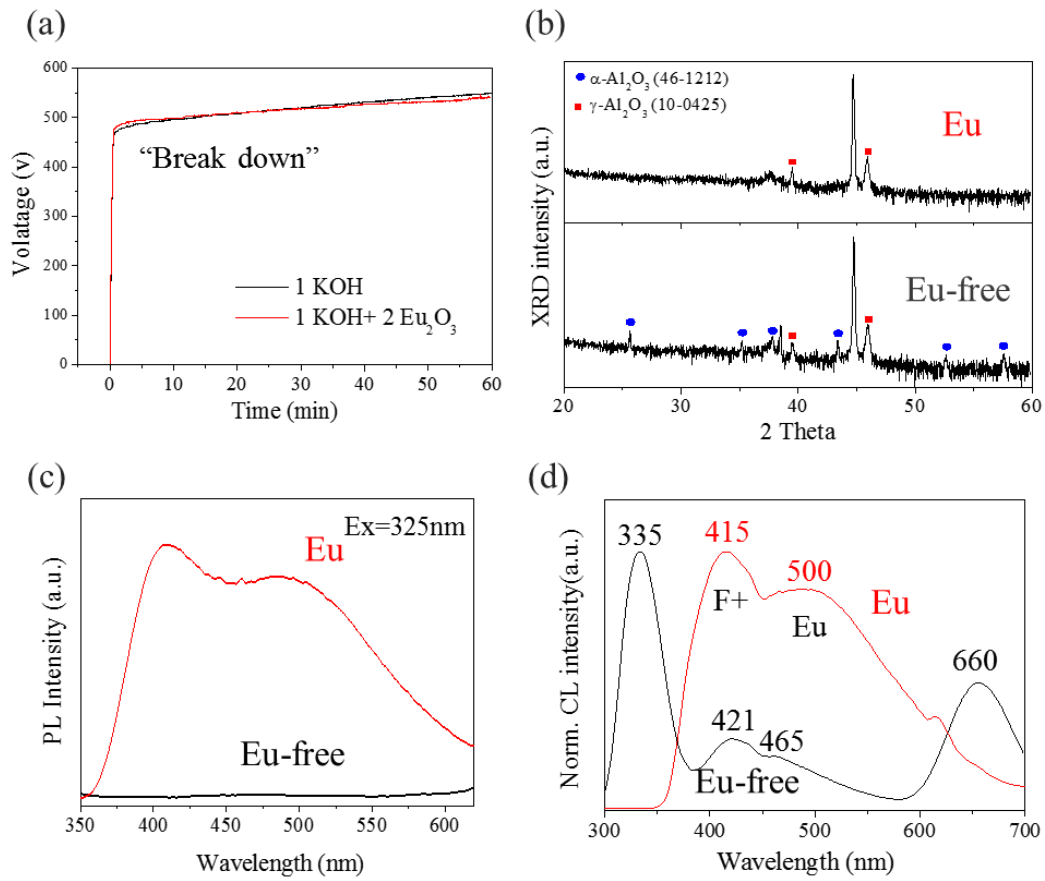 (a)
600
500
400
300
200
100
0
Volatage (v)
“Break down”
1 KOH
1 KOH+ 2 Eu2O3
0
10
20
30
40
50
60
Time (min)
(b)
α-Al2O3 (46-1212)
γ-Al2O3 (10-0425)
Eu
Eu-free
XRD intensity (a.u.)
20
30
40
50
60
2 Theta
(c)
Ex=325nm
Eu
Eu-free
PL Intensity (a.u.)
350
400
450
500
550
600
Wavelength (nm)
(d)
335
415
500
F+
Eu
Eu
660
421
465
Eu-free
Norm. CL intensity(a.u.)
300
400
500
600
700
Wavelength (nm)